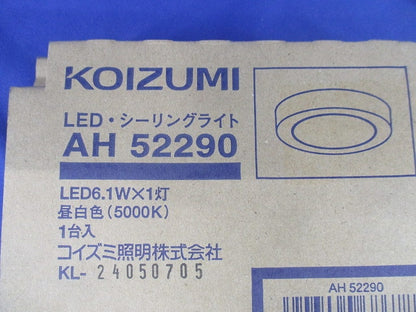 KOIZUMI
LED・シーリングライト
AH 52290
LED6.1W×1灯
昼白色(5000K)
1台入
コイズミ照明株式会社
KL- 24050705
AH 52290